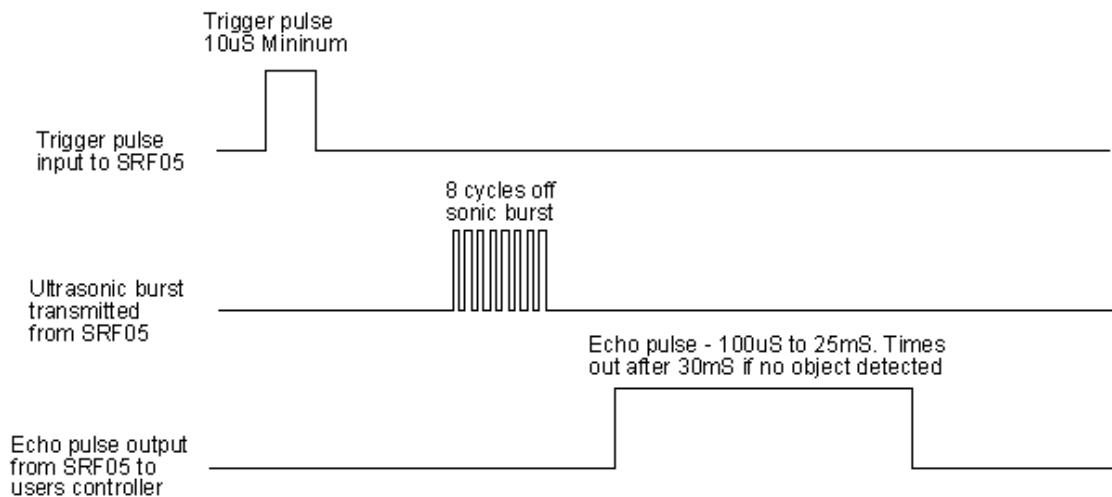 Trigger pulse
10uS Mininum
Trigger pulse
input to SRF05
8 cycles off
sonic burst
Ultrasonic burst
transmitted
from SRF05
Echo pulse - 100uS to 25mS. Times
out after 30mS if no object detected
Echo pulse output
from SRF05 to
users controller